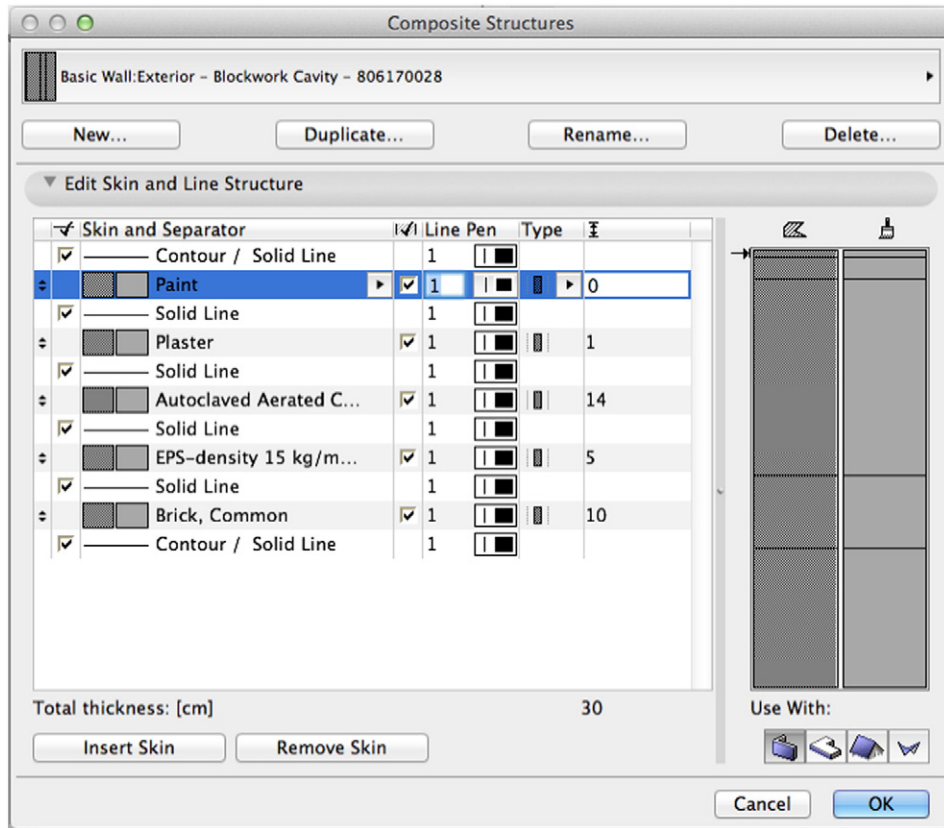 Composite Structures
Basic Wall:Exterior – Blockwork Cavity – 806170028
New... Duplicate... Rename... Delete...
Edit Skin and Line Structure
Skin and Separator Line Pen Type
Contour / Solid Line 1
Paint 1 0
Solid Line 1
Plaster 1 1
Solid Line 1
Autoclaved Aerated C... 1 14
Solid Line 1
EPS-density 15 kg/m... 1 5
Solid Line 1
Brick, Common 1 10
Contour / Solid Line 1
Total thickness: [cm] 30 Use With:
Insert Skin Remove Skin
Cancel OK